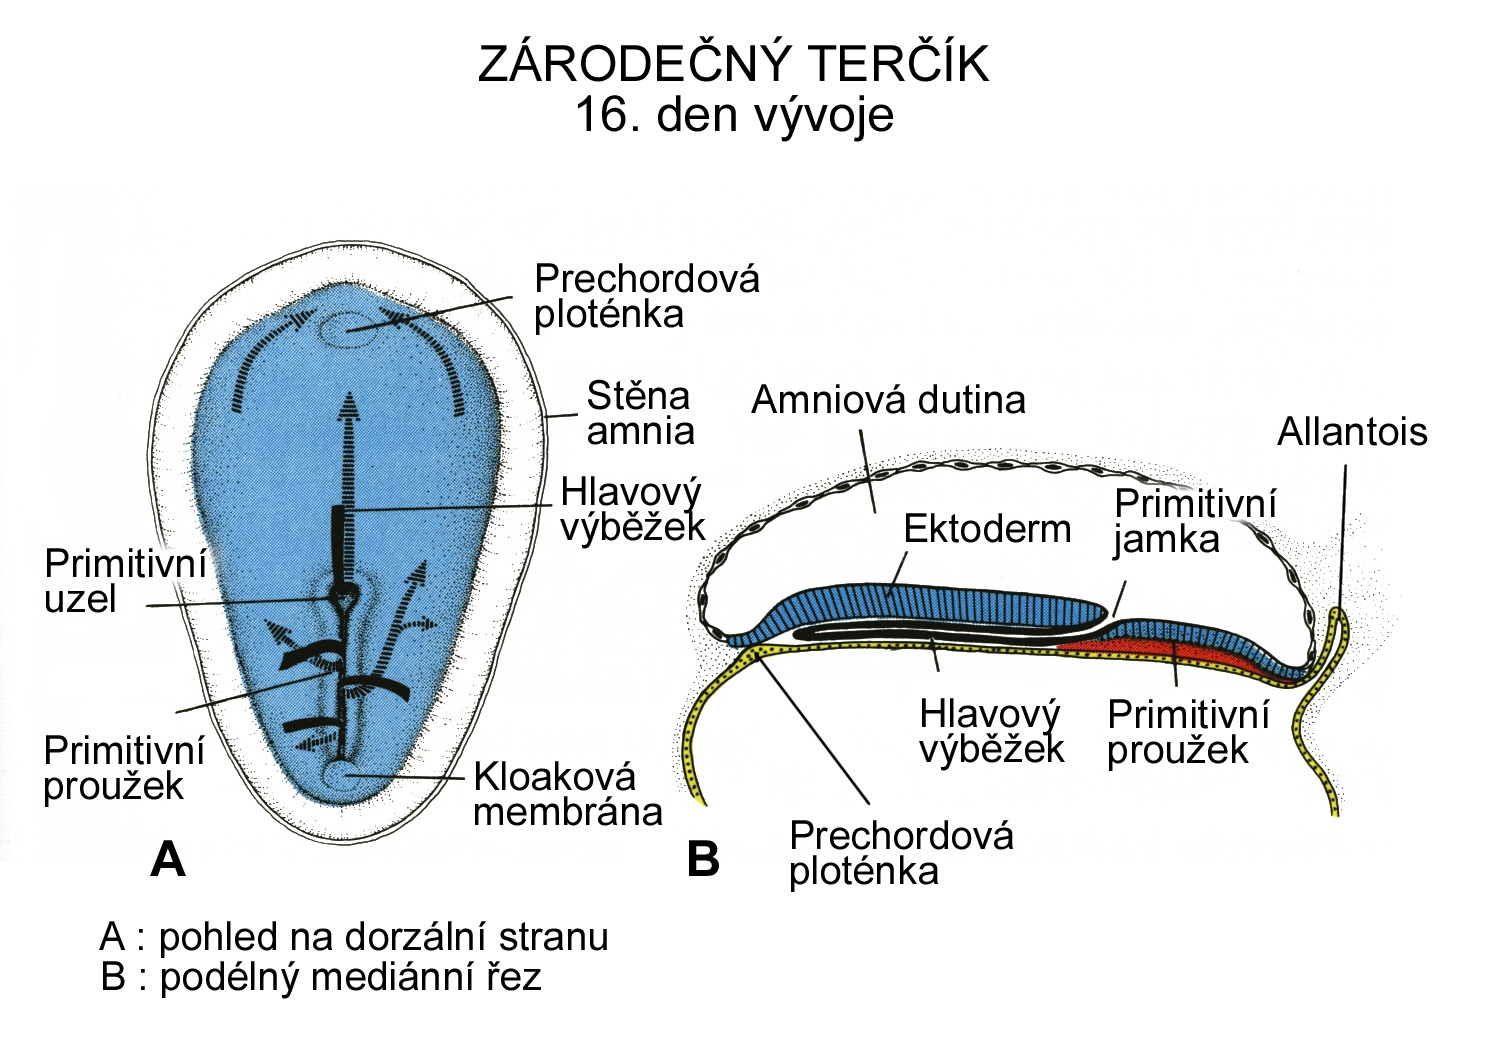 ZÁRODEČNÝ TERČÍK
16. den vývoje
Prechordová
ploténka
Stěna
amnia
Hlavový
výběžek
Primitivní
uzel
Primitivní
proužek
Kloaková
membrána
A
Amniová dutina
Allantois
Ektoderm
Primitivní
jamka
Hlavový
výběžek
Primitivní
proužek
Prechordová
ploténka
B
A : pohled na dorzální stranu
B : podélný mediánní řez